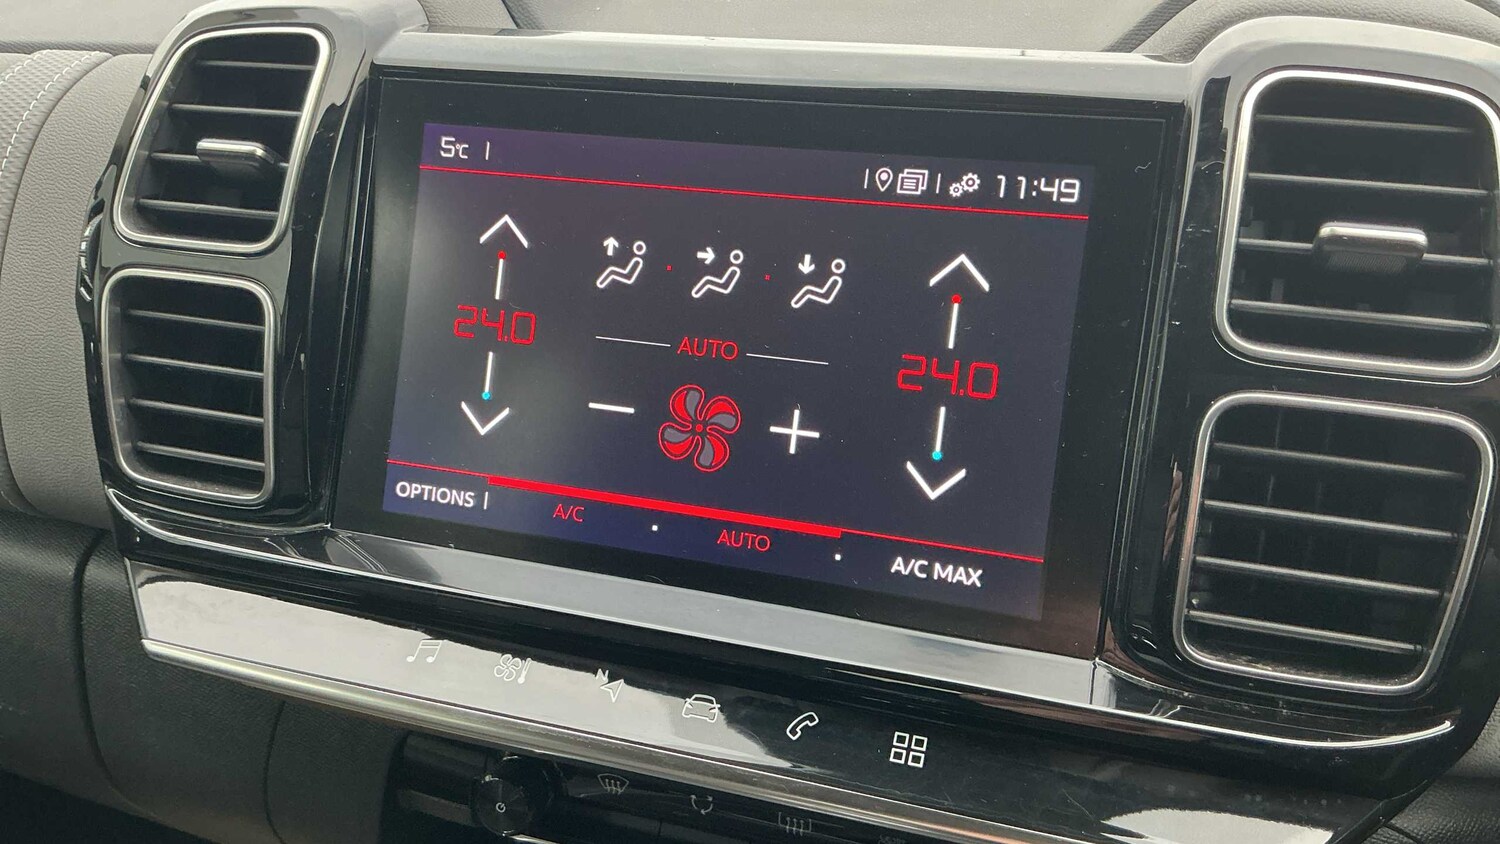 5°C
11:49
24.0
AUTO
24.0
OPTIONS
A/C
AUTO
A/C MAX
N